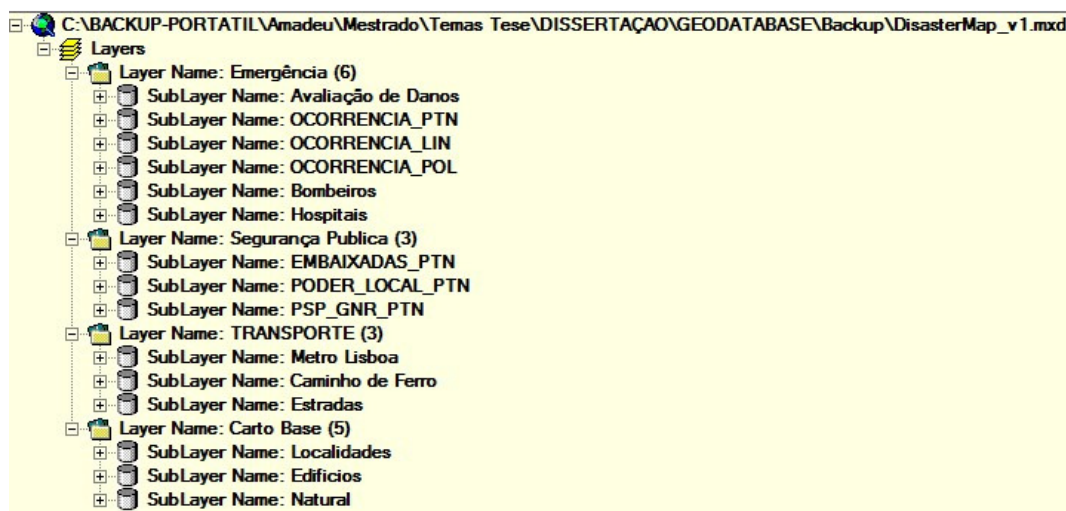 C:\BACKUP-PORTATIL\Amadeu\Mestrado\Temas Tese\DISSERTAÇAO\GEODATABASE\Backup\DisasterMap_v1.mxd
Layers
Layer Name: Emergência (6)
SubLayer Name: Avaliação de Danos
SubLayer Name: OCORRENCIA_PTN
SubLayer Name: OCORRENCIA_LIN
SubLayer Name: OCORRENCIA_POL
SubLayer Name: Bombeiros
SubLayer Name: Hospitais
Layer Name: Segurança Publica (3)
SubLayer Name: EMBAIXADAS_PTN
SubLayer Name: PODER_LOCAL_PTN
SubLayer Name: PSP_GNR_PTN
Layer Name: TRANSPORTE (3)
SubLayer Name: Metro Lisboa
SubLayer Name: Caminho de Ferro
SubLayer Name: Estradas
Layer Name: Carto Base (5)
SubLayer Name: Localidades
SubLayer Name: Edificios
SubLayer Name: Natural